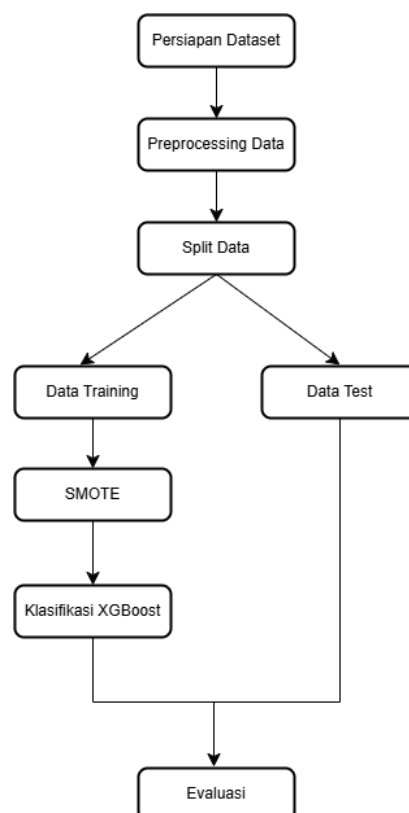 Persiapan Dataset
Preprocessing Data
Split Data
Data Training
Data Test
SMOTE
Klasifikasi XGBoost
Evaluasi